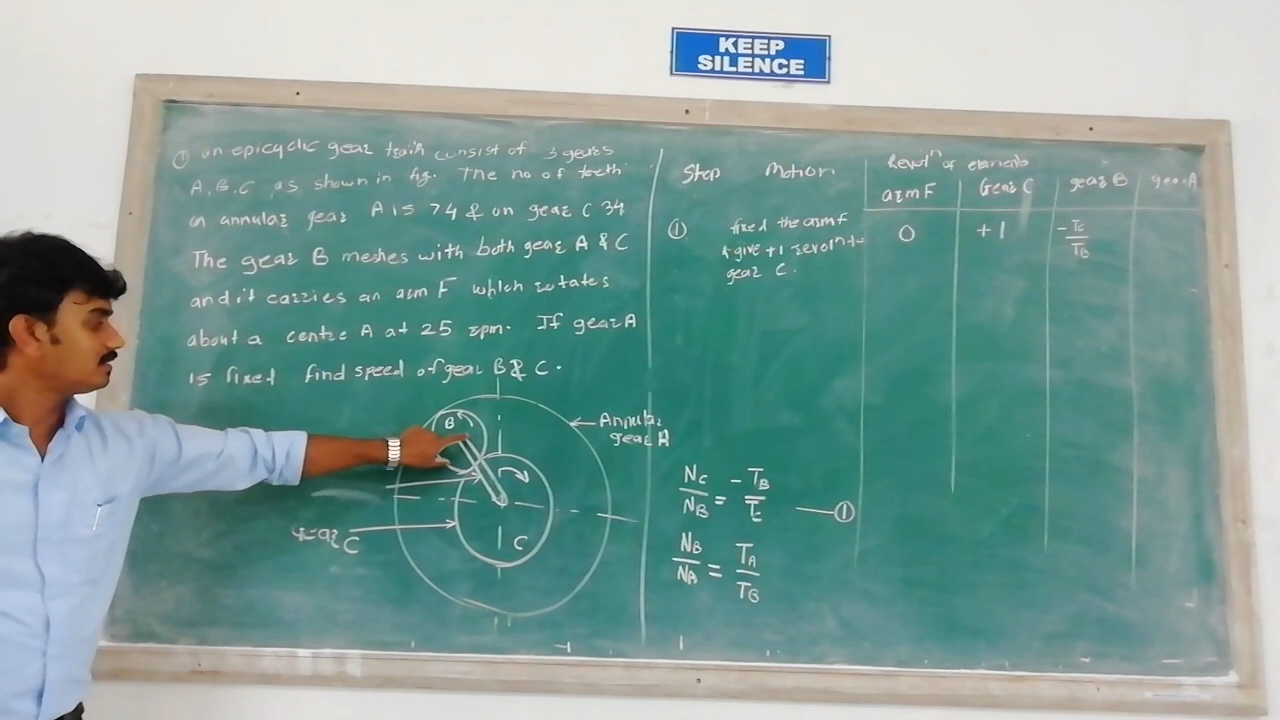 KEEP
SILENCE
① an epicyclic gear train consist of 3 gears
A, B, C as shown in fig. The no of teeth
on annular gear A is 74 & on gear C 34
The gear B meshes with both gear A & C
and it carries an arm F which rotates
about a centre A at 25 rpm. If gear A
is fixed find speed of gear B & C.
B
Annular
gear A
gear C
C
Step Motion Revolⁿ of elements
arm F Gear C gear B gear A
① fixed the arm F
& give +1 revolⁿ to
gear C.
0 +1 -TC/TB
NC/NB = -TB/TC —①
NB/NA = TA/TB